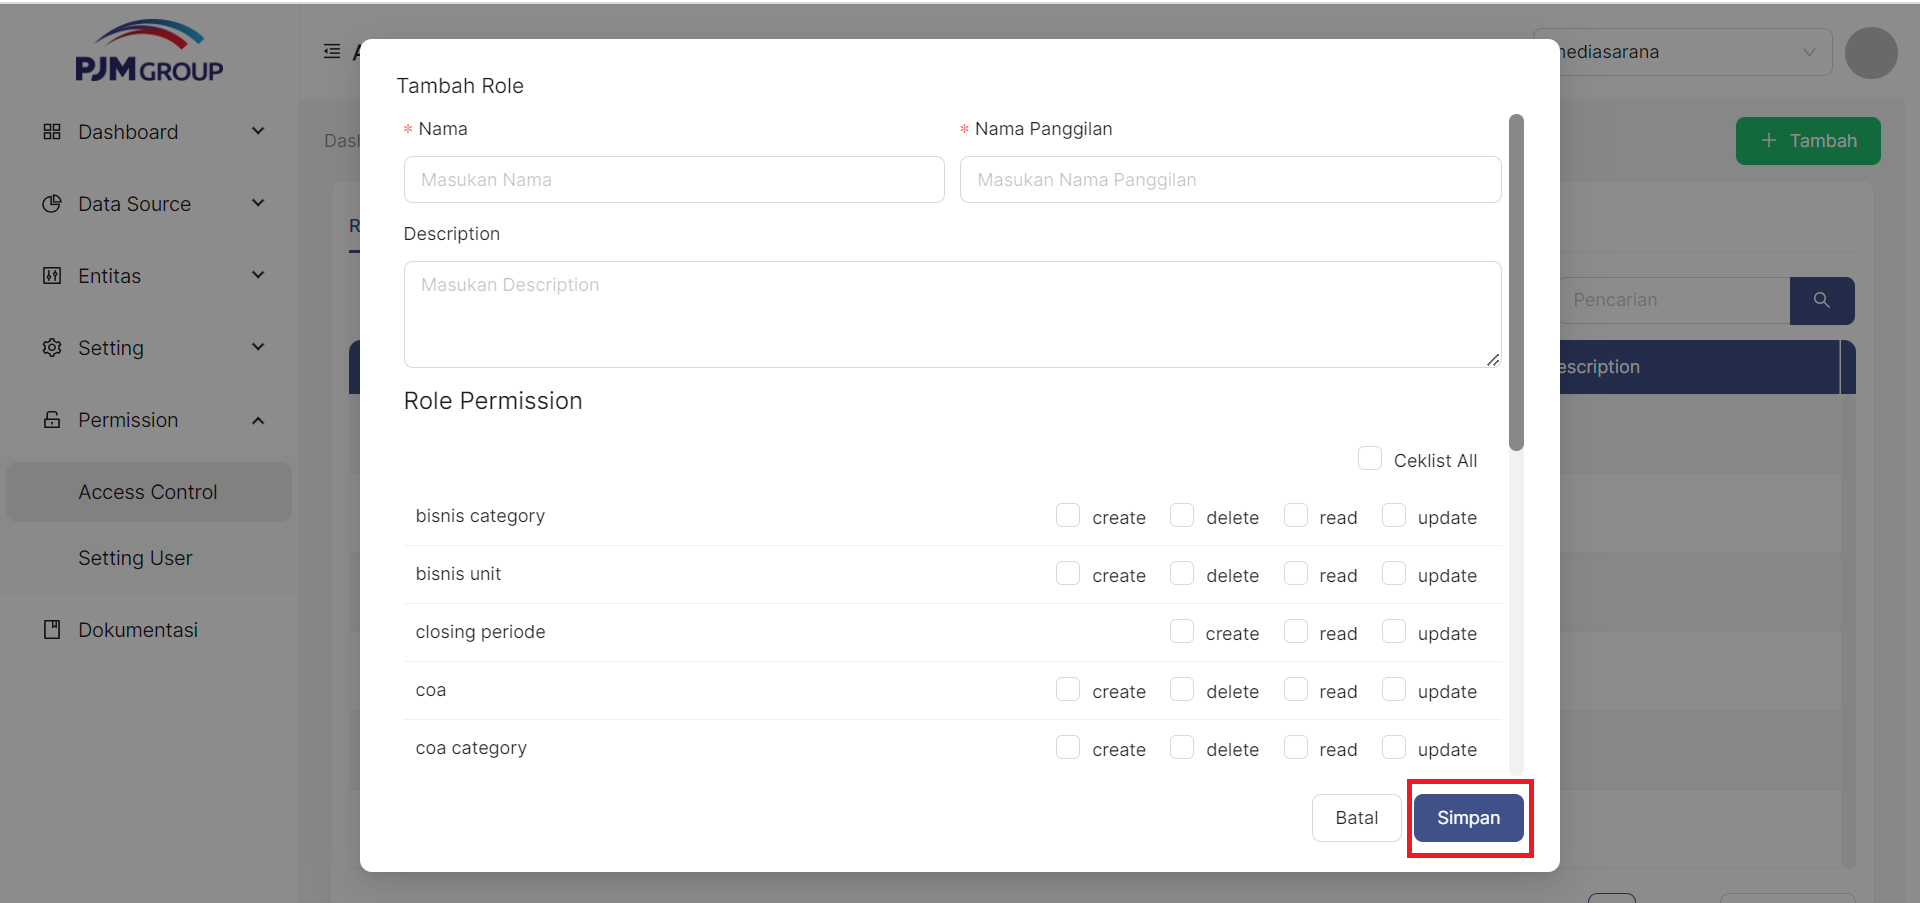 PJM GROUP
Dashboard
Data Source
Entitas
Setting
Permission
Access Control
Setting User
Dokumentasi
ediasarana
Tambah
Pencarian
escription
Tambah Role
* Nama
* Nama Panggilan
Masukan Nama
Masukan Nama Panggilan
Description
Masukan Description
Role Permission
Ceklist All
bisnis category create delete read update
bisnis unit create delete read update
closing periode create read update
coa create delete read update
coa category create delete read update
Batal
Simpan